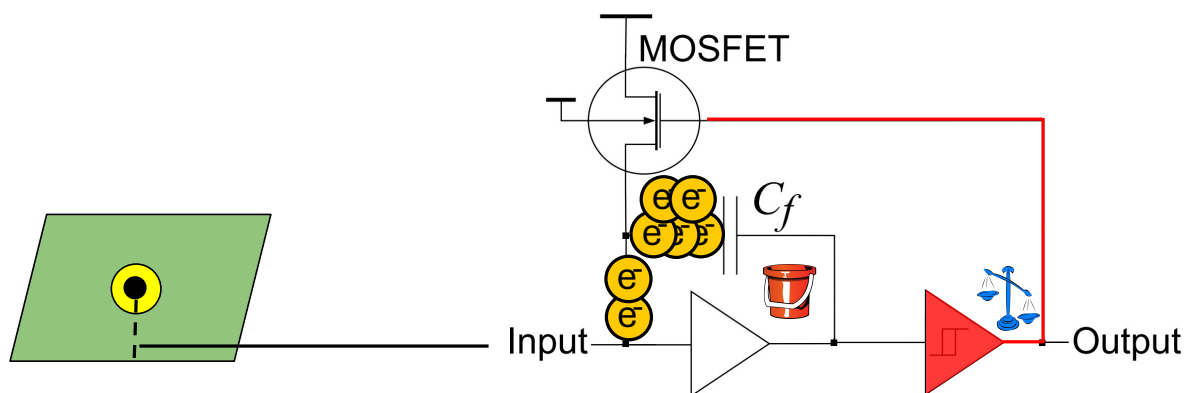 MOSFET
C_f
e⁻ e⁻
e⁻ e⁻ e⁻
e⁻
e⁻
Input
Output